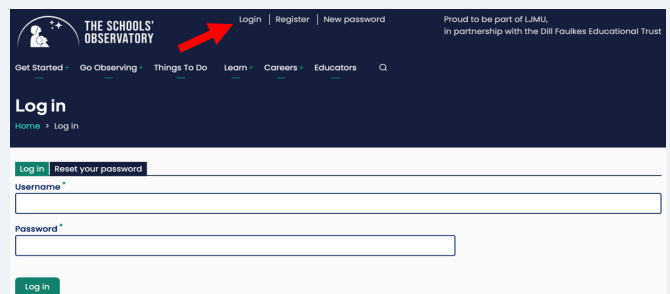 THE SCHOOLS'
OBSERVATORY
Login | Register | New password
Proud to be part of LJMU,
in partnership with the Dill Faulkes Educational Trust
Get Started + Go Observing + Things To Do Learn + Careers + Educators
Log in
Home > Log in
Log in Reset your password
Username *
Password *
Log in